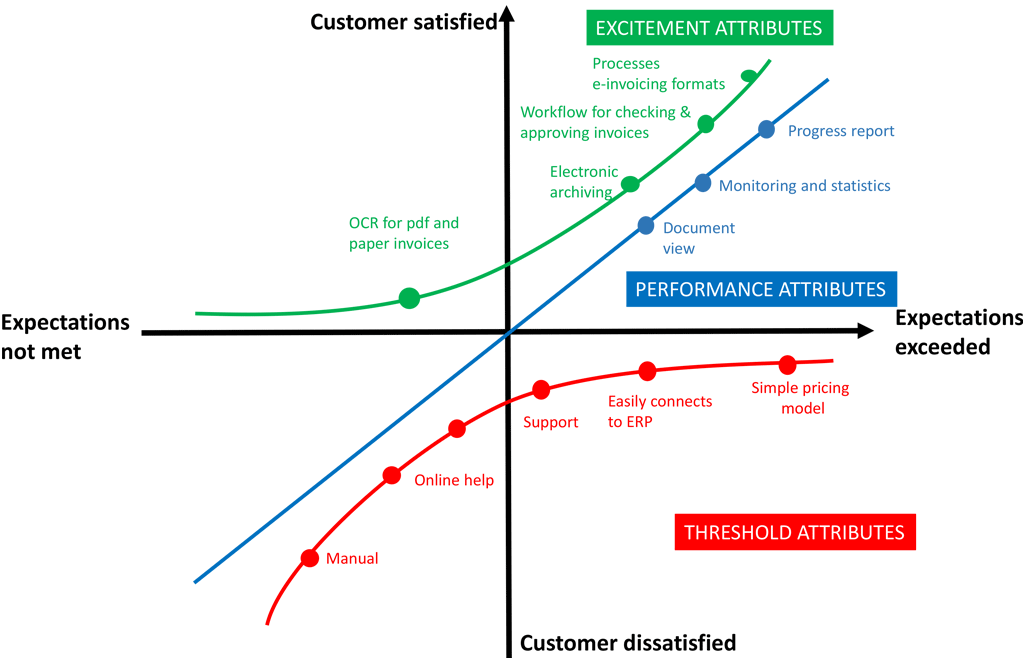 Customer satisfied
EXCITEMENT ATTRIBUTES
Processes
e-invoicing formats
Workflow for checking &
approving invoices
Progress report
Electronic
archiving
Monitoring and statistics
OCR for pdf and
paper invoices
Document
view
PERFORMANCE ATTRIBUTES
Expectations
not met
Expectations
exceeded
Simple pricing
model
Easily connects
to ERP
Support
Online help
THRESHOLD ATTRIBUTES
Manual
Customer dissatisfied